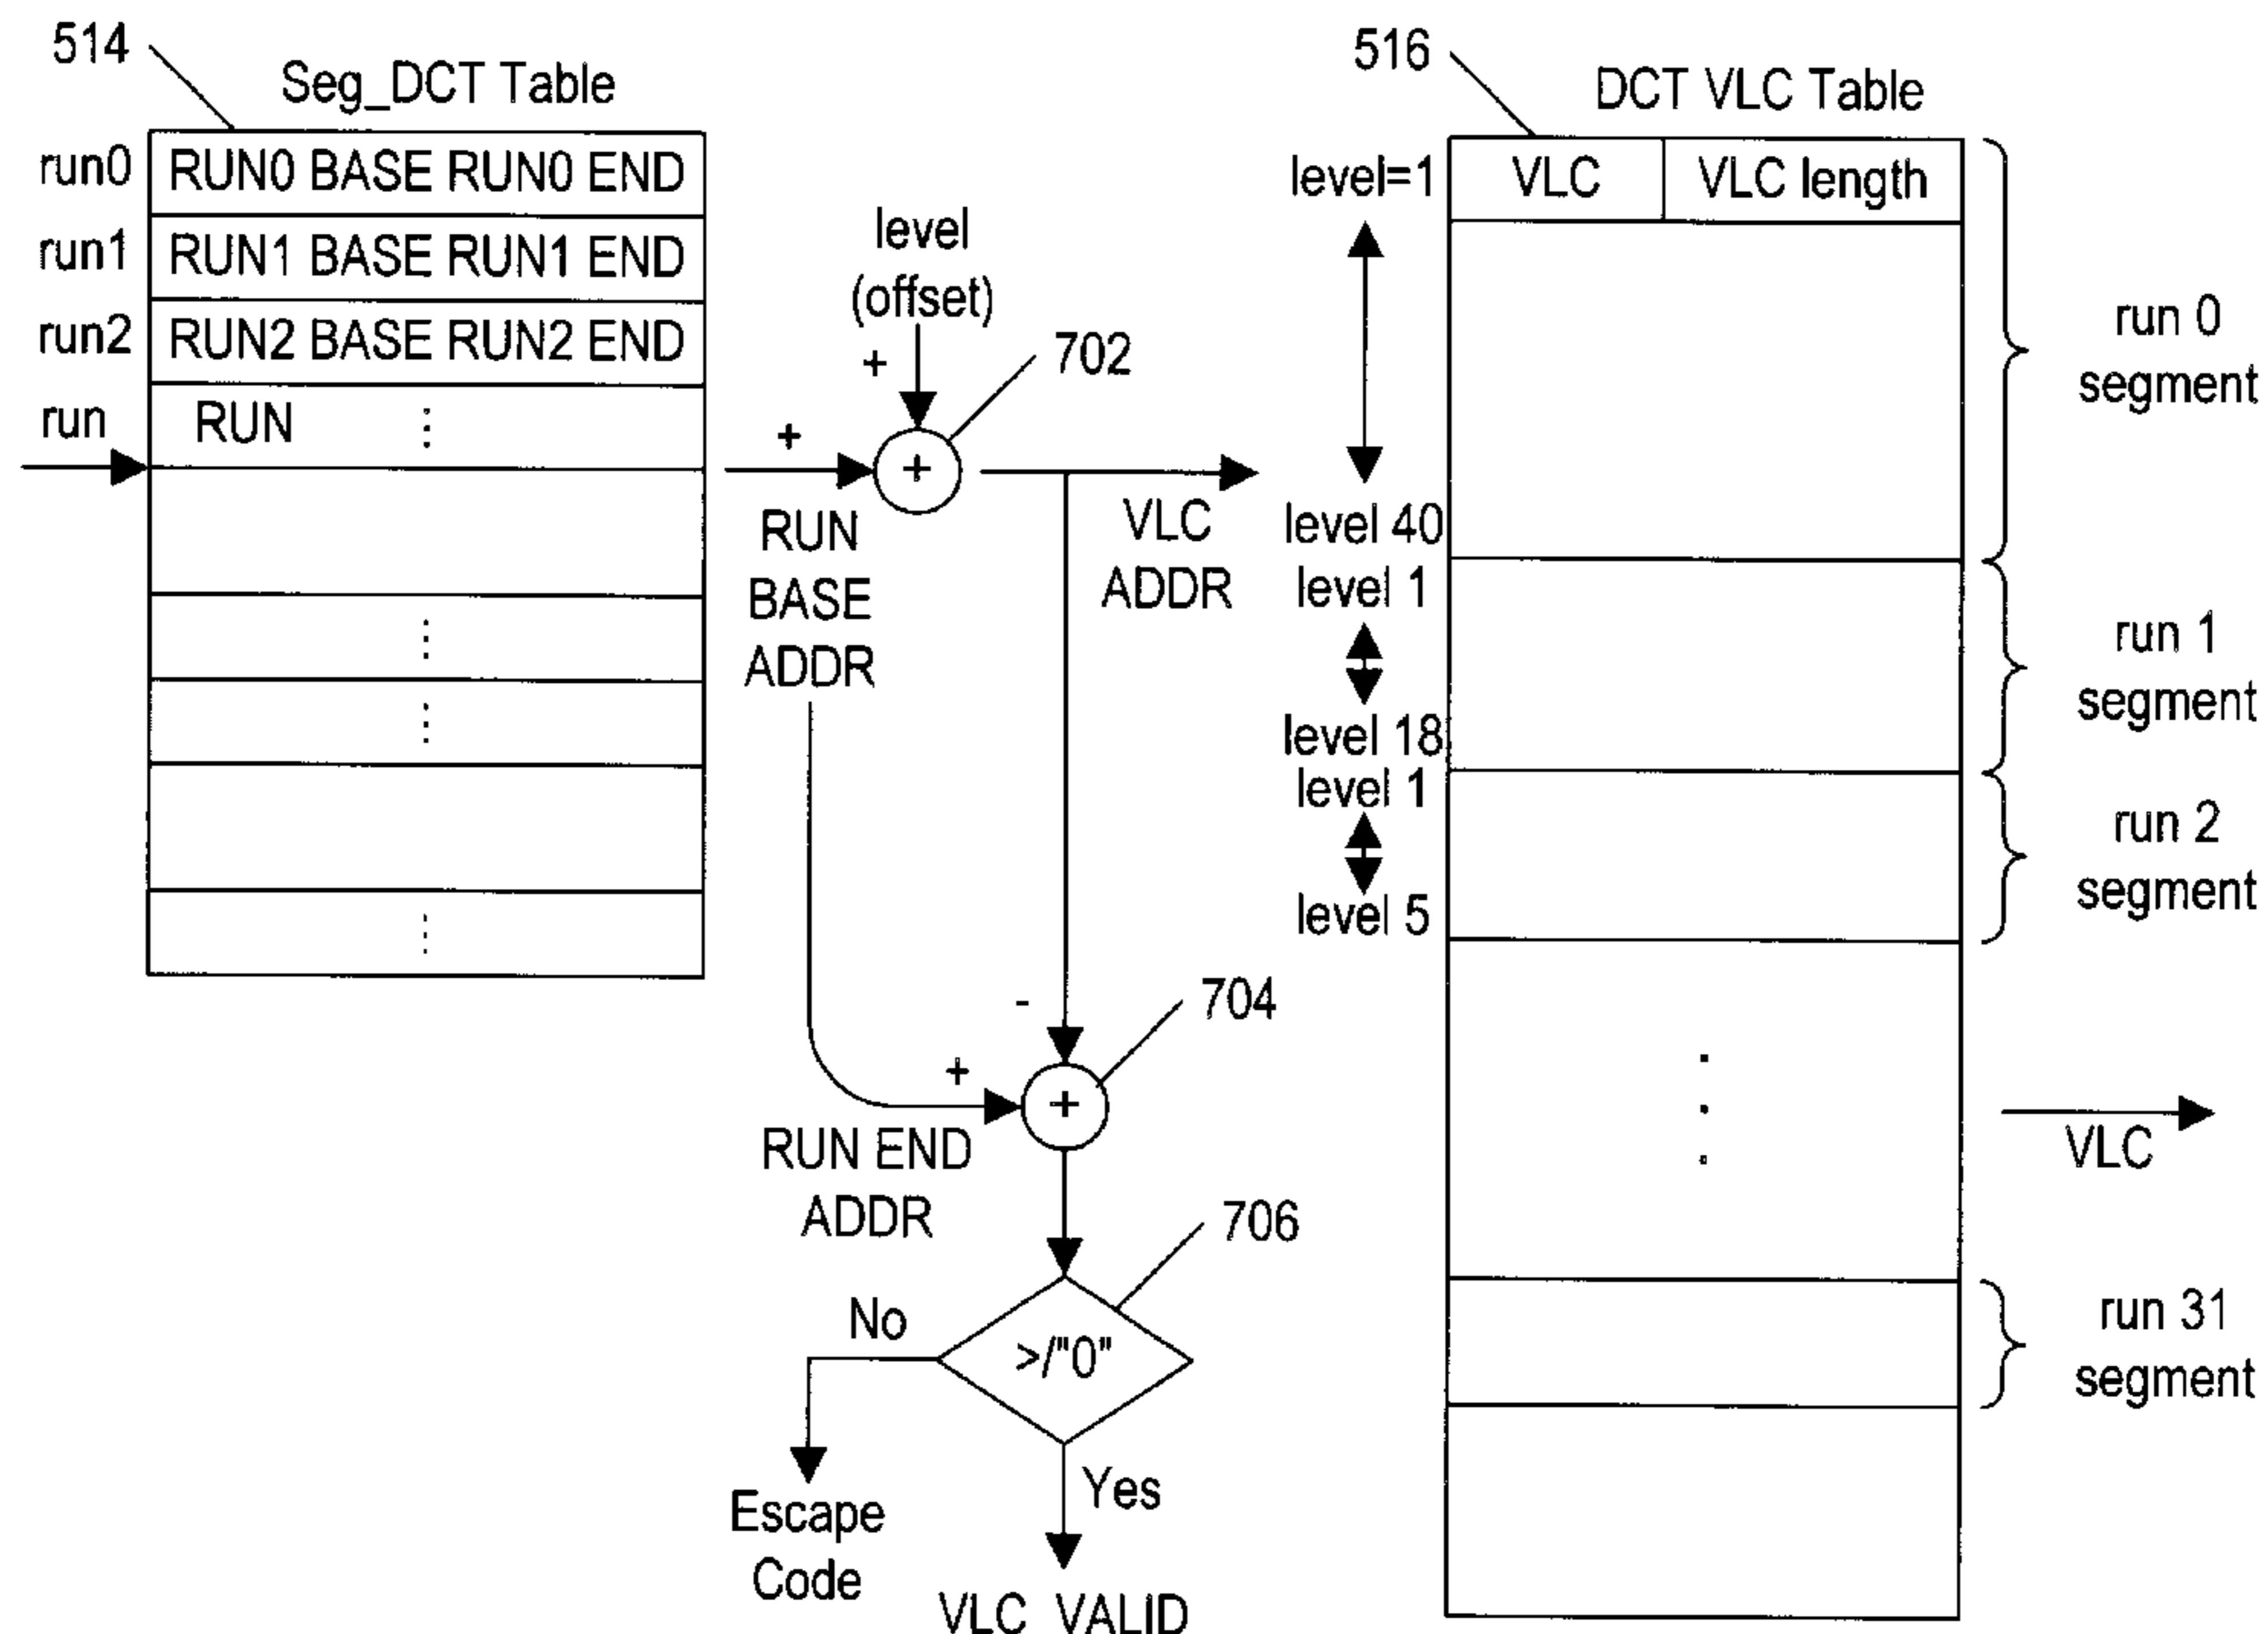 514
Seg_DCT Table
run0 RUN0 BASE RUN0 END
run1 RUN1 BASE RUN1 END
run2 RUN2 BASE RUN2 END
run RUN ⋮
⋮
⋮
⋮
level
(offset)
+
702
+
+
RUN
BASE
ADDR
VLC
ADDR
-
704
+
+
RUN END
ADDR
706
>/"0"
No
Escape
Code
Yes
VLC VALID
516
DCT VLC Table
level=1 VLC VLC length
level 40
run 0
segment
level 1
level 18
run 1
segment
level 1
level 5
run 2
segment
VLC
run 31
segment